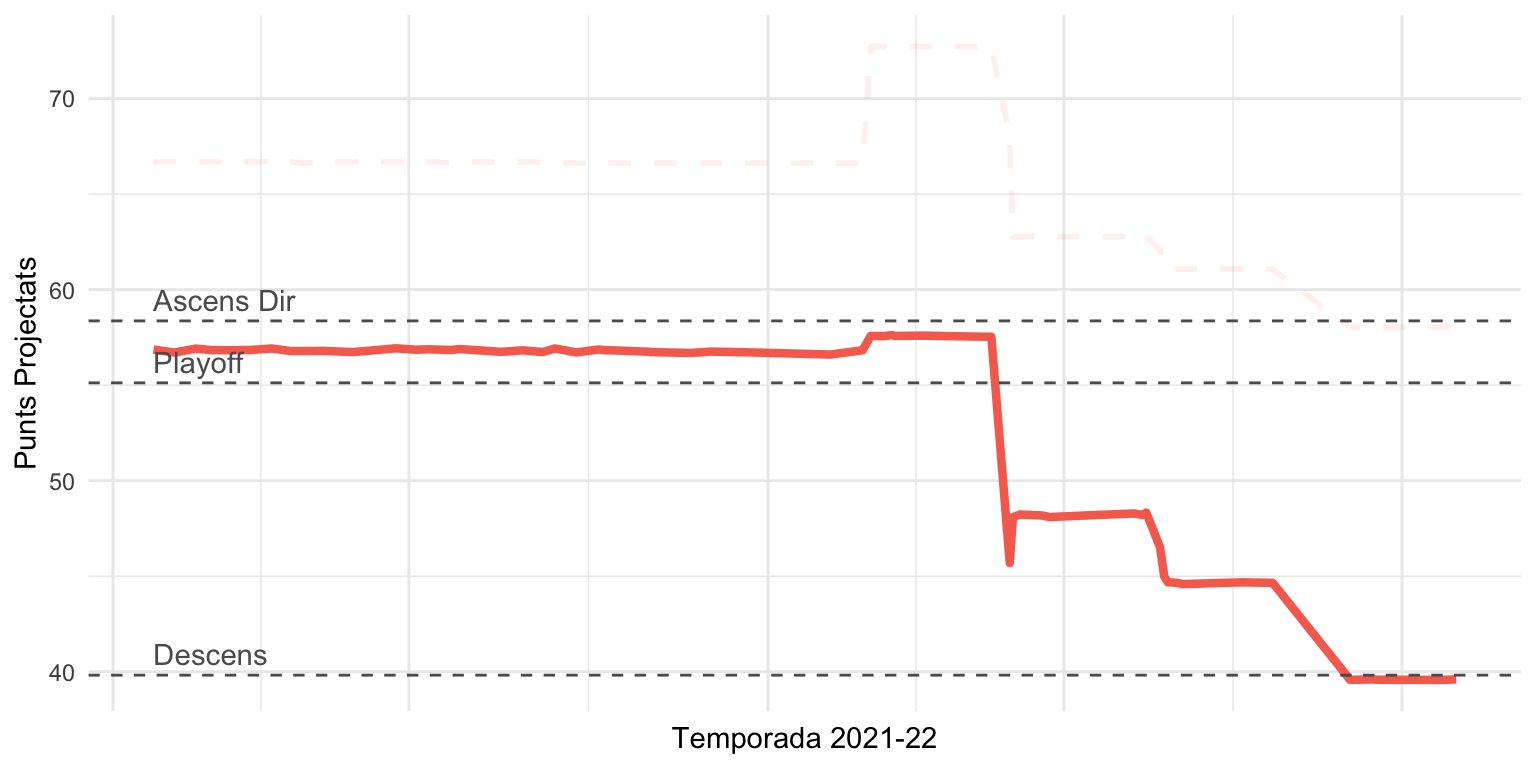 70
60
50
40
Punts Projectats
Ascens Dir
Playoff
Descens
Temporada 2021-22